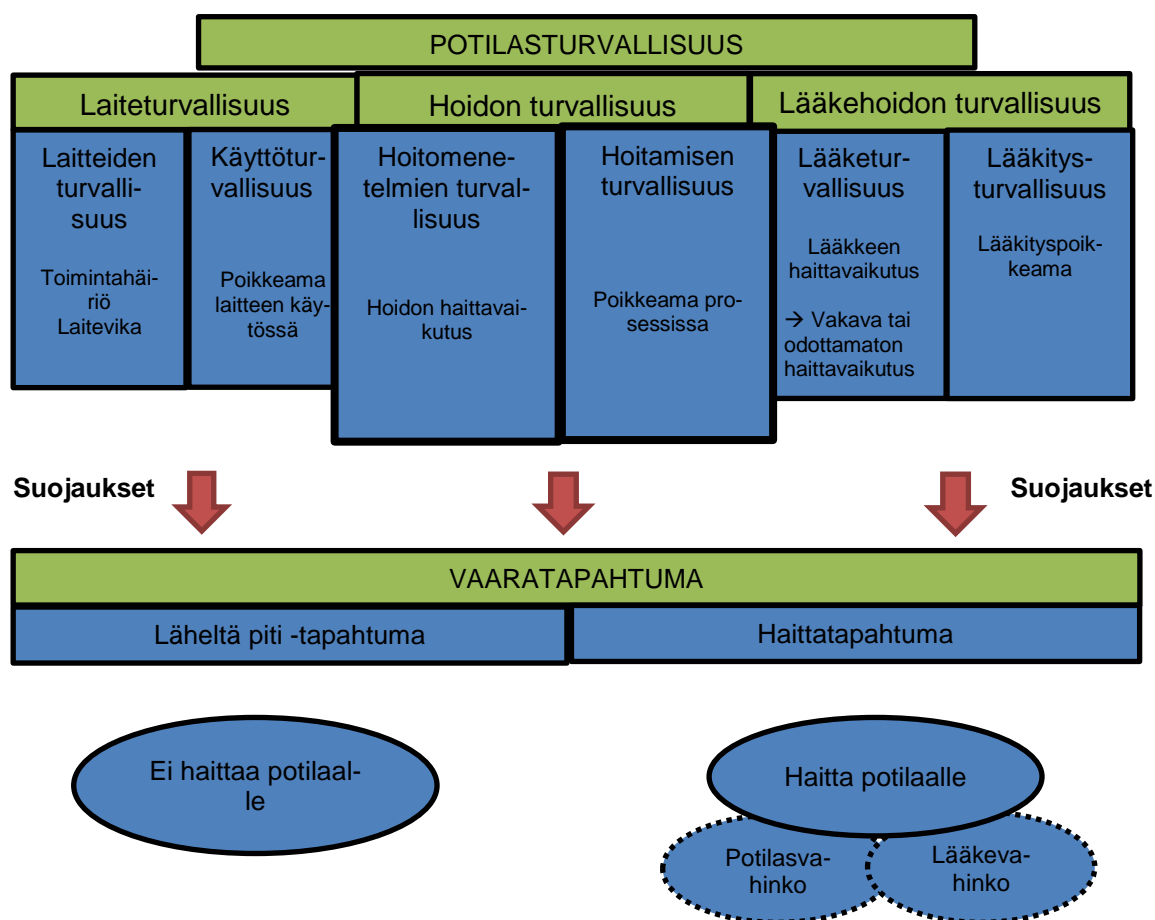 POTILASTURVALLISUUS
Laiteturvallisuus
Hoidon turvallisuus
Lääkehoidon turvallisuus
Laitteiden
turvalli-
suus
Toimintahäi-
riö
Laitevika
Käyttötur-
vallisuus
Poikkeama
laitteen käy-
tössä
Hoitomene-
telmien turval-
lisuus
Hoidon haittavai-
kutus
Hoitamisen
turvallisuus
Poikkeama pro-
sessissa
Lääketur-
vallisuus
Lääkkeen
haittavaikutus
→ Vakava tai
odottamaton
haittavaikutus
Lääkitys-
turvallisuus
Lääkityspoik-
keama
Suojaukset
Suojaukset
VAARATAPAHTUMA
Läheltä piti -tapahtuma
Haittatapahtuma
Ei haittaa potilaal-
le
Haitta potilaalle
Potilasva-
hinko
Lääkeva-
hinko